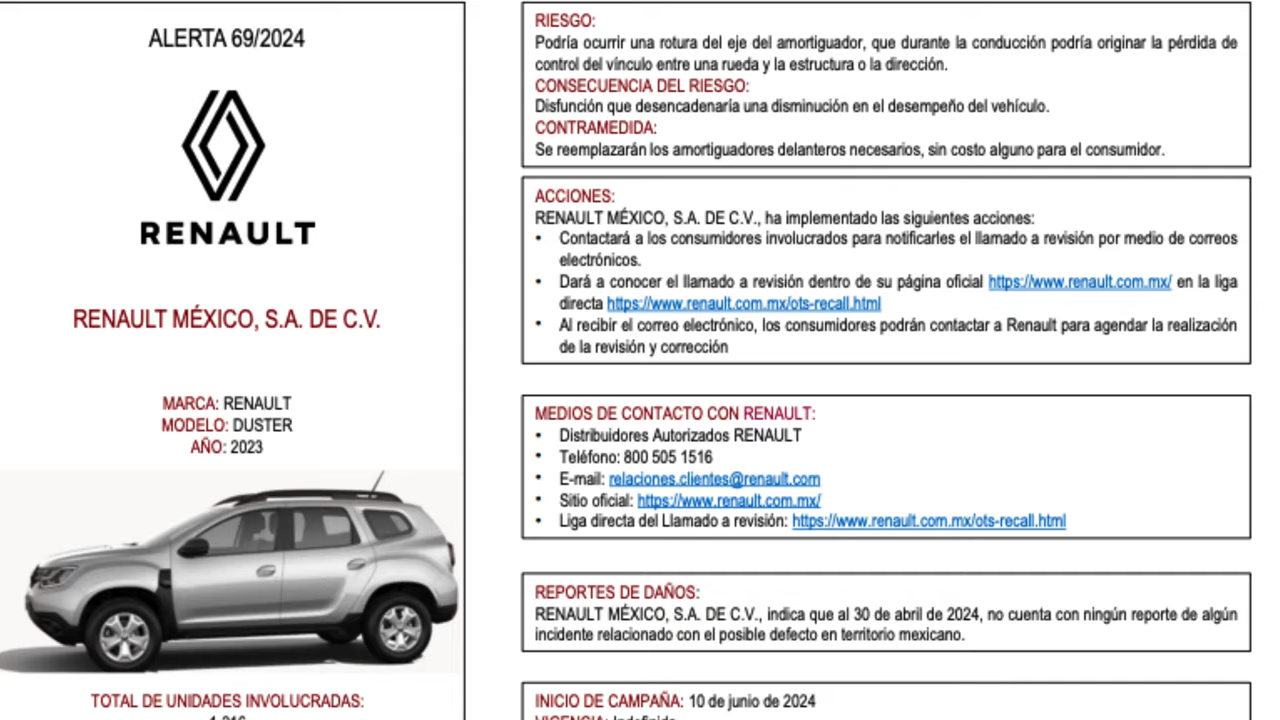 ALERTA 69/2024
RENAULT
RENAULT MÉXICO, S.A. DE C.V.
MARCA: RENAULT
MODELO: DUSTER
AÑO: 2023
TOTAL DE UNIDADES INVOLUCRADAS:
RIESGO:
Podría ocurrir una rotura del eje del amortiguador, que durante la conducción podría originar la pérdida de
control del vínculo entre una rueda y la estructura o la dirección.
CONSECUENCIA DEL RIESGO:
Disfunción que desencadenaría una disminución en el desempeño del vehículo.
CONTRAMEDIDA:
Se reemplazarán los amortiguadores delanteros necesarios, sin costo alguno para el consumidor.
ACCIONES:
RENAULT MÉXICO, S.A. DE C.V., ha implementado las siguientes acciones:
• Contactará a los consumidores involucrados para notificarles el llamado a revisión por medio de correos
electrónicos.
• Dará a conocer el llamado a revisión dentro de su página oficial https://www.renault.com.mx/ en la liga
directa https://www.renault.com.mx/ots-recall.html
• Al recibir el correo electrónico, los consumidores podrán contactar a Renault para agendar la realización
de la revisión y corrección
MEDIOS DE CONTACTO CON RENAULT:
• Distribuidores Autorizados RENAULT
• Teléfono: 800 505 1516
• E-mail: relaciones.clientes@renault.com
• Sitio oficial: https://www.renault.com.mx/
• Liga directa del Llamado a revisión: https://www.renault.com.mx/ots-recall.html
REPORTES DE DAÑOS:
RENAULT MÉXICO, S.A. DE C.V., indica que al 30 de abril de 2024, no cuenta con ningún reporte de algún
incidente relacionado con el posible defecto en territorio mexicano.
INICIO DE CAMPAÑA: 10 de junio de 2024